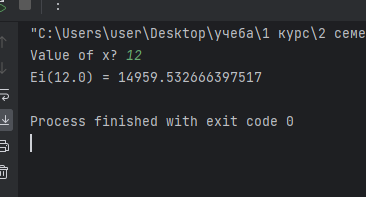 :
"C:\Users\user\Desktop\учеба\1 курс\2 семе
Value of x? 12
Ei(12.0) = 14959.532666397517
Process finished with exit code 0